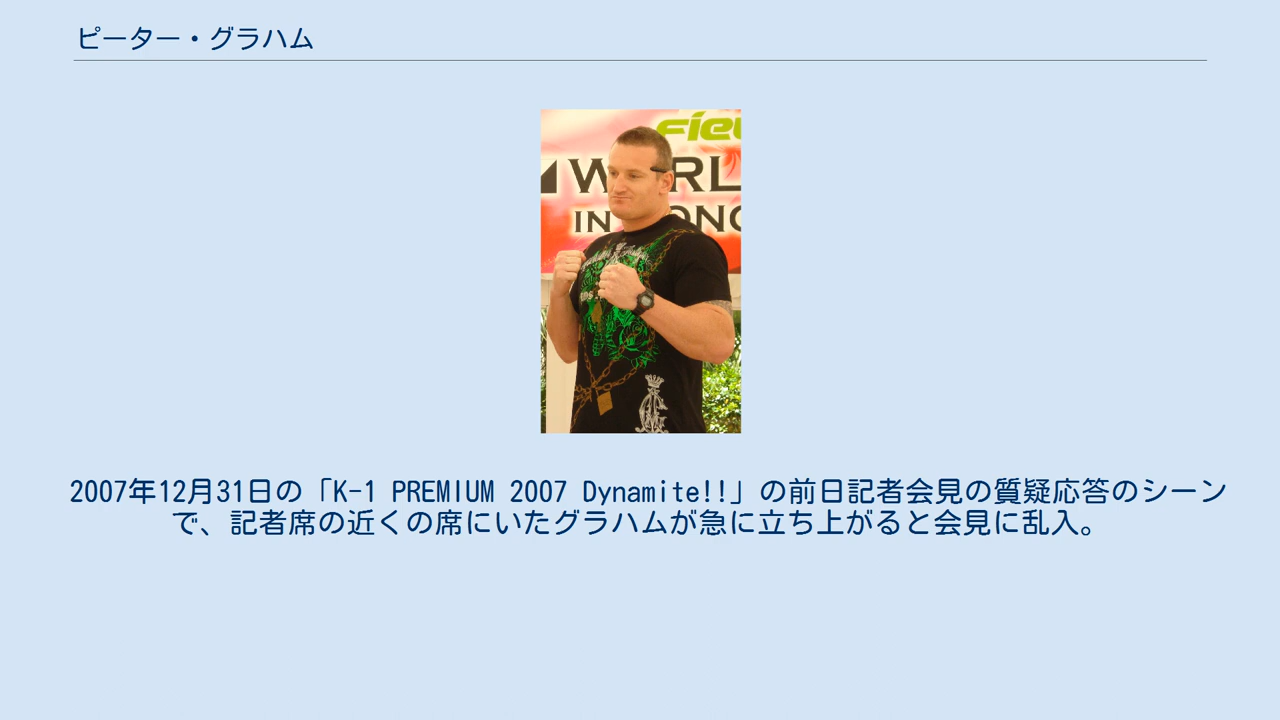 ピーター・グラハム
WORL
IN
2007年12月31日の「K-1 PREMIUM 2007 Dynamite!!」の前日記者会見の質疑応答のシーン
で、記者席の近くの席にいたグラハムが急に立ち上がると会見に乱入。